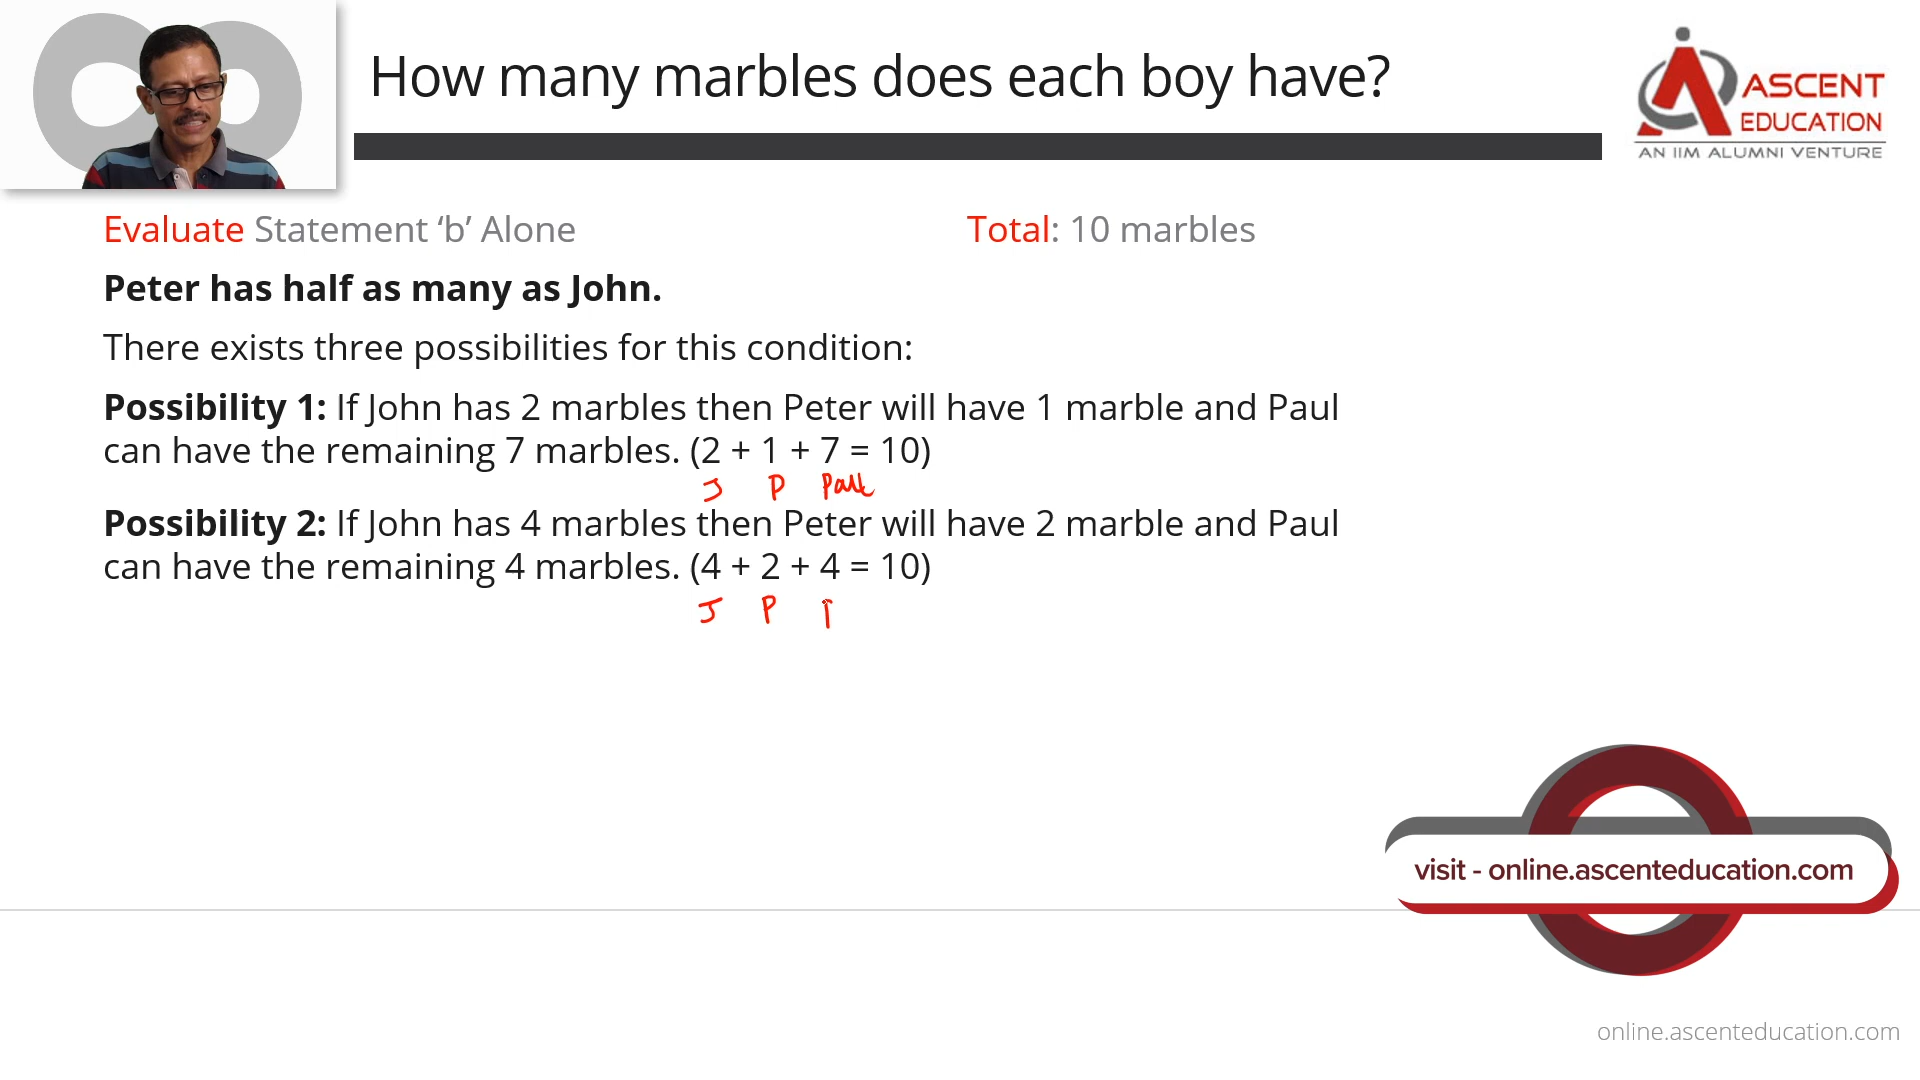 How many marbles does each boy have?
ASCENT
EDUCATION
AN IIM ALUMNI VENTURE
Evaluate Statement ‘b’ Alone
Total: 10 marbles
Peter has half as many as John.
There exists three possibilities for this condition:
Possibility 1: If John has 2 marbles then Peter will have 1 marble and Paul
can have the remaining 7 marbles. (2 + 1 + 7 = 10)
J P Paul
Possibility 2: If John has 4 marbles then Peter will have 2 marble and Paul
can have the remaining 4 marbles. (4 + 2 + 4 = 10)
J P
visit - online.ascenteducation.com
online.ascenteducation.com